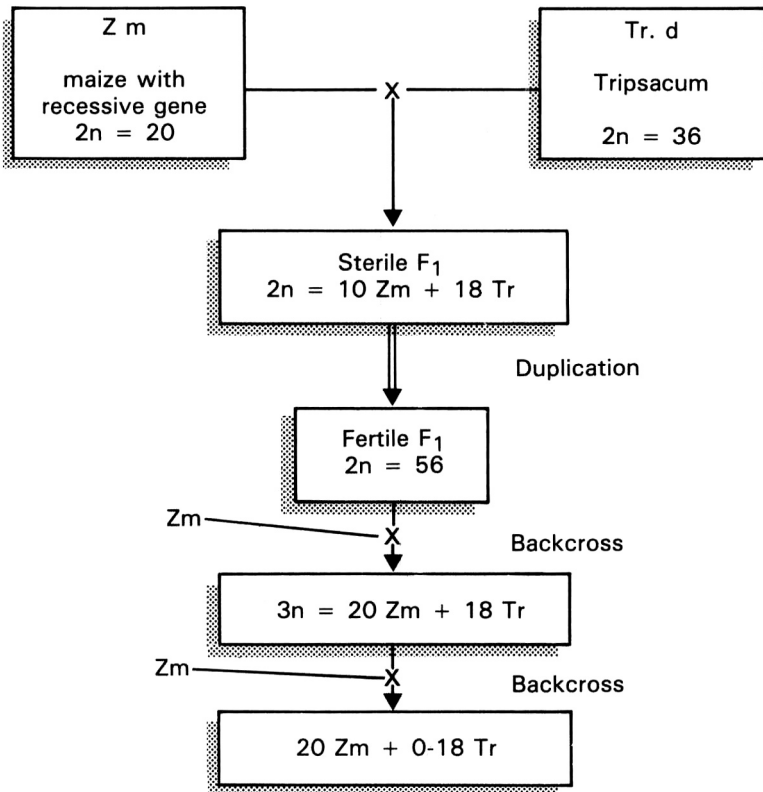 Z m
maize with
recessive gene
2n = 20
X
Tr. d
Tripsacum
2n = 36
Sterile F₁
2n = 10 Zm + 18 Tr
Duplication
Fertile F₁
2n = 56
Zm
X
Backcross
3n = 20 Zm + 18 Tr
Zm
X
Backcross
20 Zm + 0-18 Tr